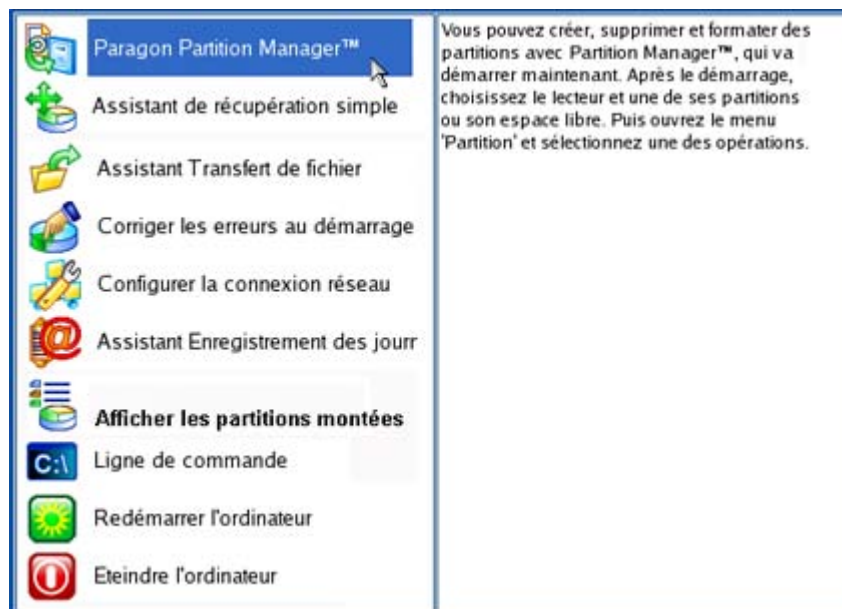 Paragon Partition Manager™
Assistant de récupération simple
Assistant Transfert de fichier
Corriger les erreurs au démarrage
Configurer la connexion réseau
Assistant Enregistrement des jourr
Afficher les partitions montées
C:\ Ligne de commande
Redémarrer l'ordinateur
Eteindre l'ordinateur
Vous pouvez créer, supprimer et formater des
partitions avec Partition Manager™, qui va
démarrer maintenant. Après le démarrage,
choisissez le lecteur et une de ses partitions
ou son espace libre. Puis ouvrez le menu
'Partition' et sélectionnez une des opérations.